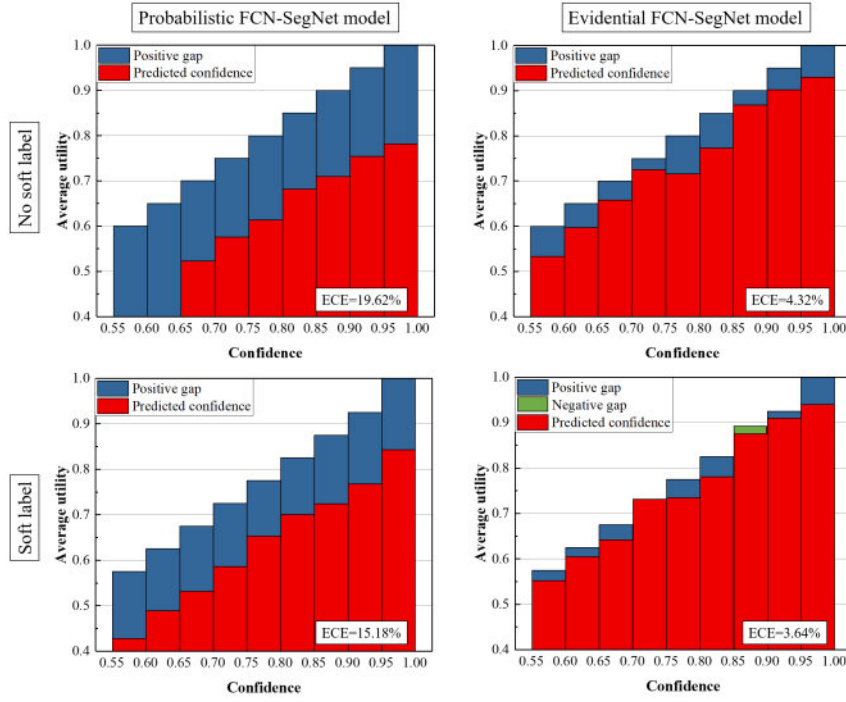 Probabilistic FCN-SegNet model
Evidential FCN-SegNet model
No soft label
Average utility
1.0
0.9
0.8
0.7
0.6
0.5
0.4
Positive gap
Predicted confidence
ECE=19.62%
0.55 0.60 0.65 0.70 0.75 0.80 0.85 0.90 0.95 1.00
Confidence
Average utility
1.0
0.9
0.8
0.7
0.6
0.5
0.4
Positive gap
Predicted confidence
ECE=4.32%
0.55 0.60 0.65 0.70 0.75 0.80 0.85 0.90 0.95 1.00
Confidence
Soft label
Average utility
1.0
0.9
0.8
0.7
0.6
0.5
0.4
Positive gap
Predicted confidence
ECE=15.18%
0.55 0.60 0.65 0.70 0.75 0.80 0.85 0.90 0.95 1.00
Confidence
Average utility
1.0
0.9
0.8
0.7
0.6
0.5
0.4
Positive gap
Negative gap
Predicted confidence
ECE=3.64%
0.55 0.60 0.65 0.70 0.75 0.80 0.85 0.90 0.95 1.00
Confidence